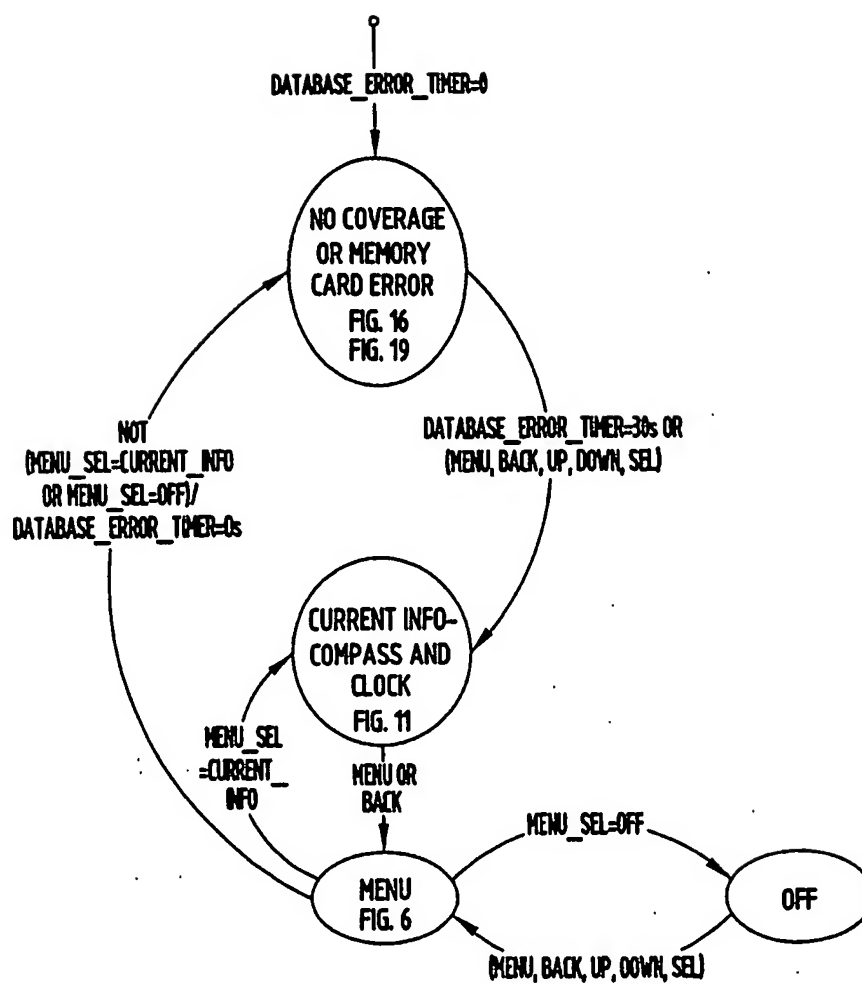 DATABASE_ERROR_TIMER=0
NO COVERAGE
OR MEMORY
CARD ERROR
FIG. 16
FIG. 19
NOT
(MENU_SEL=CURRENT_INFO
OR MENU_SEL=OFF)/
DATABASE_ERROR_TIMER=0s
DATABASE_ERROR_TIMER=30s OR
(MENU, BACK, UP, DOWN, SEL)
CURRENT INFO-
COMPASS AND
CLOCK
FIG. 11
MENU_SEL
=CURRENT_
INFO
MENU OR
BACK
MENU_SEL=OFF
MENU
FIG. 6
OFF
(MENU, BACK, UP, DOWN, SEL)